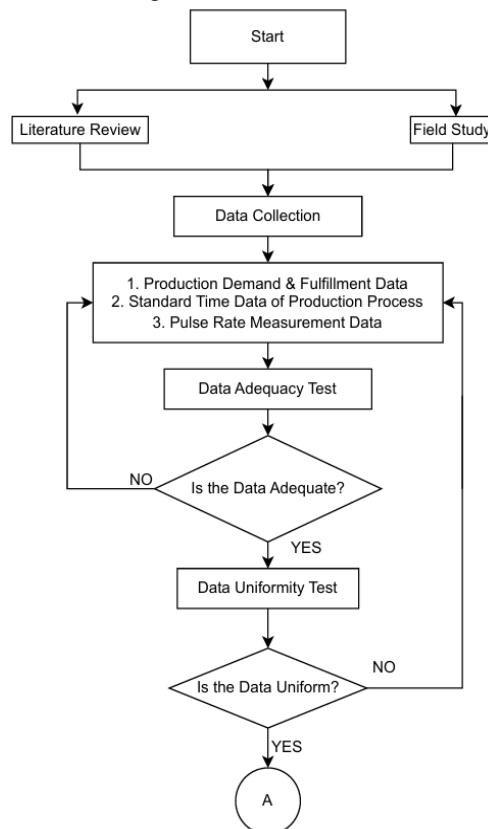 Start
Literature Review
Field Study
Data Collection
1. Production Demand & Fulfillment Data
2. Standard Time Data of Production Process
3. Pulse Rate Measurement Data
Data Adequacy Test
NO
Is the Data Adequate?
YES
Data Uniformity Test
NO
Is the Data Uniform?
YES
A